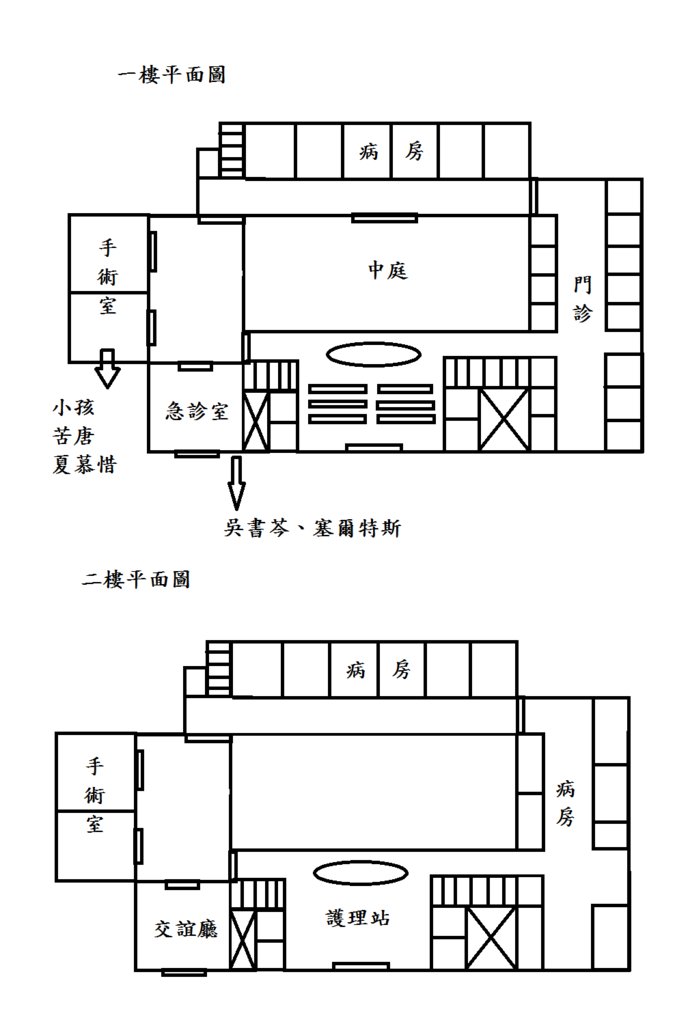 一樓平面圖
病房
手術室
中庭
門診
急診室
小孩
苦唐
夏慕惜
吳書芩、塞爾特斯
二樓平面圖
病房
手術室
病房
交誼廳
護理站